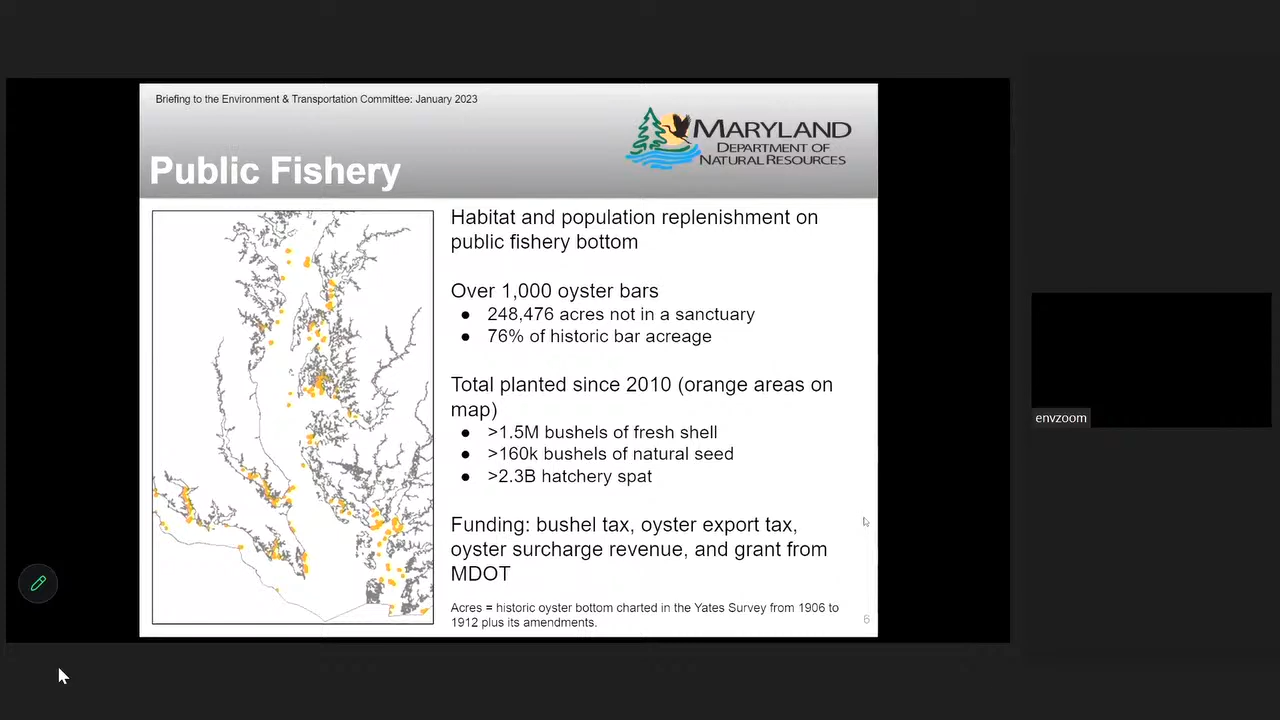 Briefing to the Environment & Transportation Committee: January 2023
MARYLAND
DEPARTMENT OF
NATURAL RESOURCES
Public Fishery
Habitat and population replenishment on
public fishery bottom
Over 1,000 oyster bars
● 248,476 acres not in a sanctuary
● 76% of historic bar acreage
Total planted since 2010 (orange areas on
map)
● >1.5M bushels of fresh shell
● >160k bushels of natural seed
● >2.3B hatchery spat
Funding: bushel tax, oyster export tax,
oyster surcharge revenue, and grant from
MDOT
Acres = historic oyster bottom charted in the Yates Survey from 1906 to
1912 plus its amendments.
6
envzoom